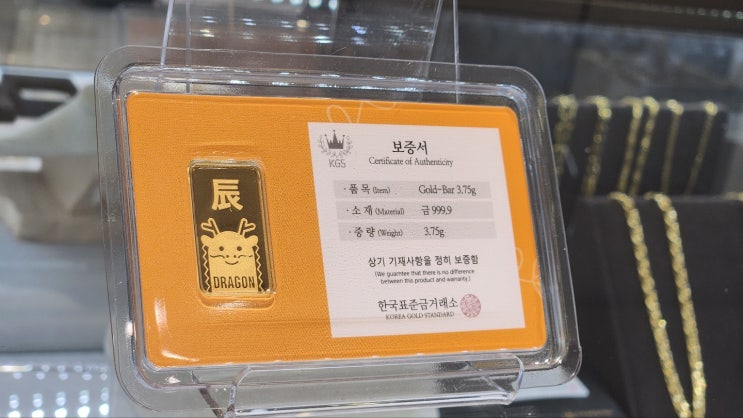 辰
DRAGON
KGS
보증서
Certificate of Authenticity
· 품 목 (Item) Gold-Bar 3.75g
· 소 재 (Material) 금 999.9
· 중 량 (Weight) 3.75g
상기 기재사항을 정히 보증함
(We guarntee that there is no difference
between this product and warranty.)
한국표준금거래소
KOREA GOLD STANDARD